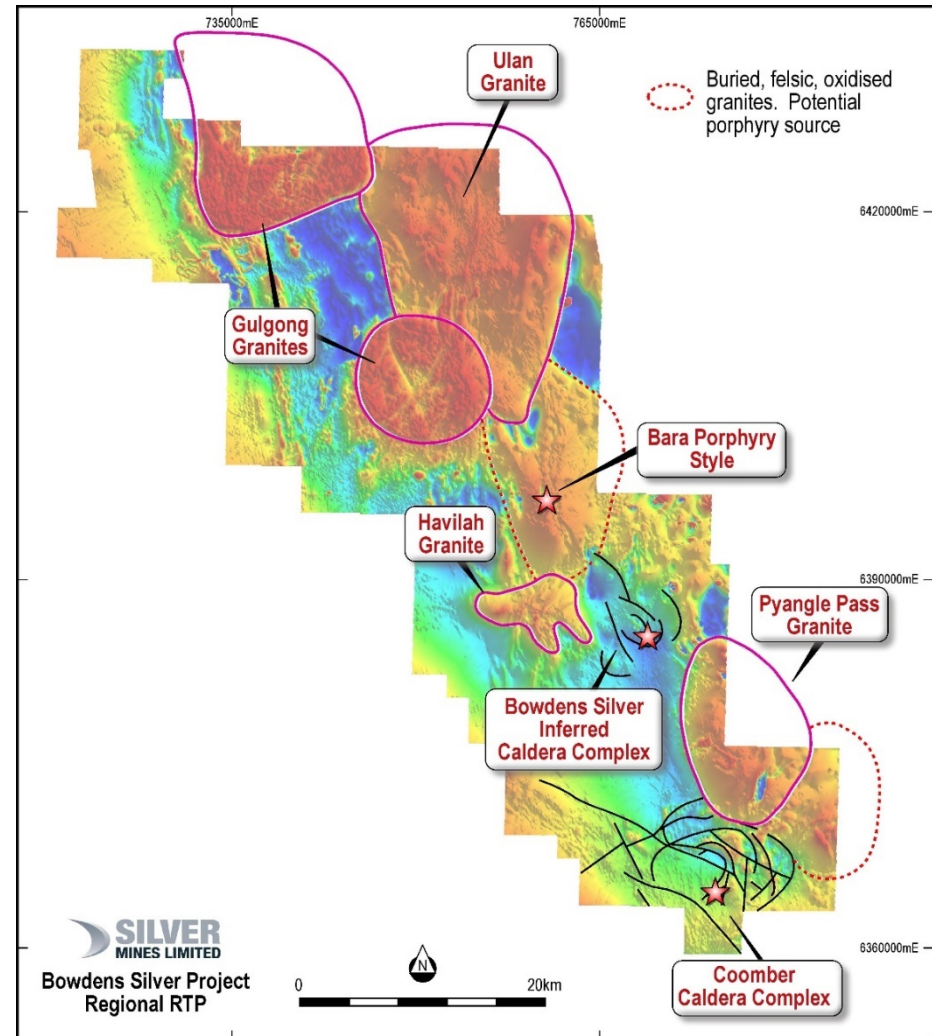 735000mE
765000mE
Ulan
Granite
Buried, felsic, oxidised
granites. Potential
porphyry source
6420000mE
Gulgong
Granites
Bara Porphyry
Style
Havilah
Granite
6390000mE
Pyangle Pass
Granite
Bowdens Silver
Inferred
Caldera Complex
SILVER
MINES LIMITED
Bowdens Silver Project
Regional RTP
N
0
20km
6360000mE
Coomber
Caldera Complex